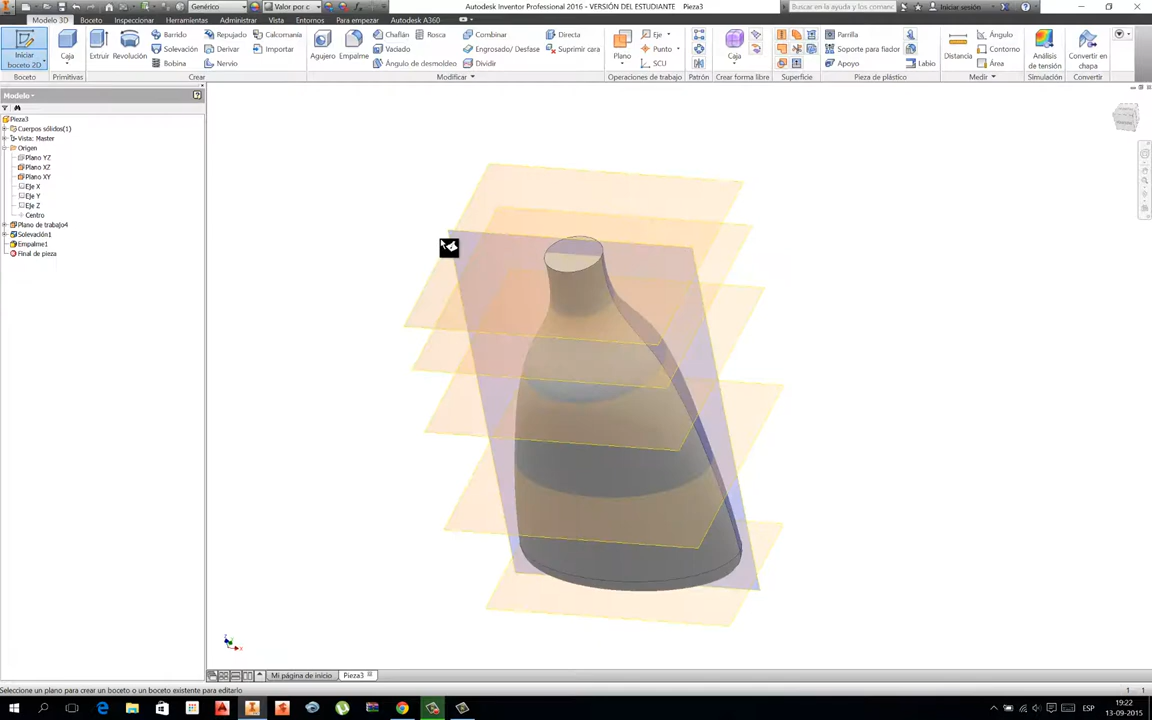 Genérico
Valor por c
Autodesk Inventor Professional 2016 - VERSIÓN DEL ESTUDIANTE   Pieza3
Buscar en la ayuda y los comanc
Iniciar sesión
Modelo 3D
Boceto
Inspeccionar
Herramientas
Administrar
Vista
Entornos
Para empezar
Autodesk A360
Iniciar
boceto 2D
Caja
Extruir
Revolución
Barrido
Solevación
Bobina
Repujado
Derivar
Nervio
Calcomanía
Importar
Agujero
Empalme
Chaflán
Rosca
Vaciado
Ángulo de desmoldeo
Combinar
Engrosado/ Desfase
Dividir
Directa
Suprimir cara
Plano
Eje
Punto
SCU
Caja
Parrilla
Soporte para fiador
Apoyo
Labio
Distancia
Ángulo
Contorno
Área
Análisis
de tensión
Convertir en
chapa
Boceto
Primitivas
Crear
Modificar
Operaciones de trabajo
Patrón
Crear forma libre
Superficie
Pieza de plástico
Medir
Simulación
Convertir
Modelo
Pieza3
Cuerpos sólidos(1)
Vista: Master
Origen
Plano YZ
Plano XZ
Plano XY
Eje X
Eje Y
Eje Z
Centro
Plano de trabajo4
Solevación1
Empalme1
Final de pieza
Mi página de inicio
Pieza3
Seleccione un plano para crear un boceto o un boceto existente para editarlo
1
1
ESP
19:22
13-09-2015